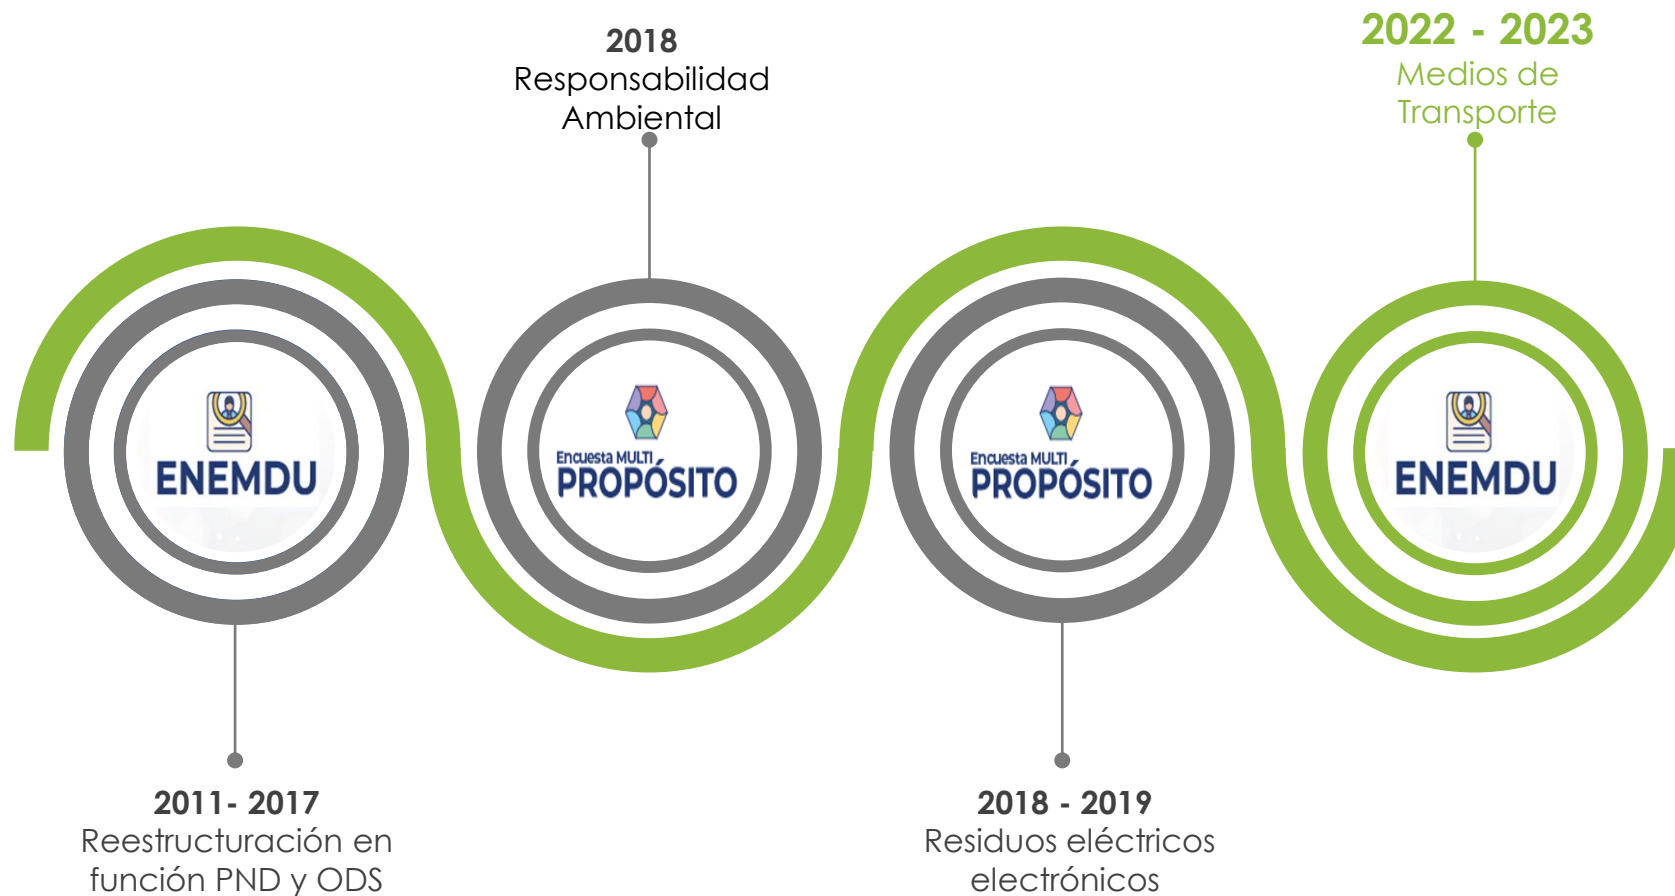 2018
Responsabilidad
Ambiental
2022 - 2023
Medios de
Transporte
ENEMDU
Encuesta MULTI
PROPÓSITO
Encuesta MULTI
PROPÓSITO
ENEMDU
2011- 2017
Reestructuración en
función PND y ODS
2018 - 2019
Residuos eléctricos
electrónicos